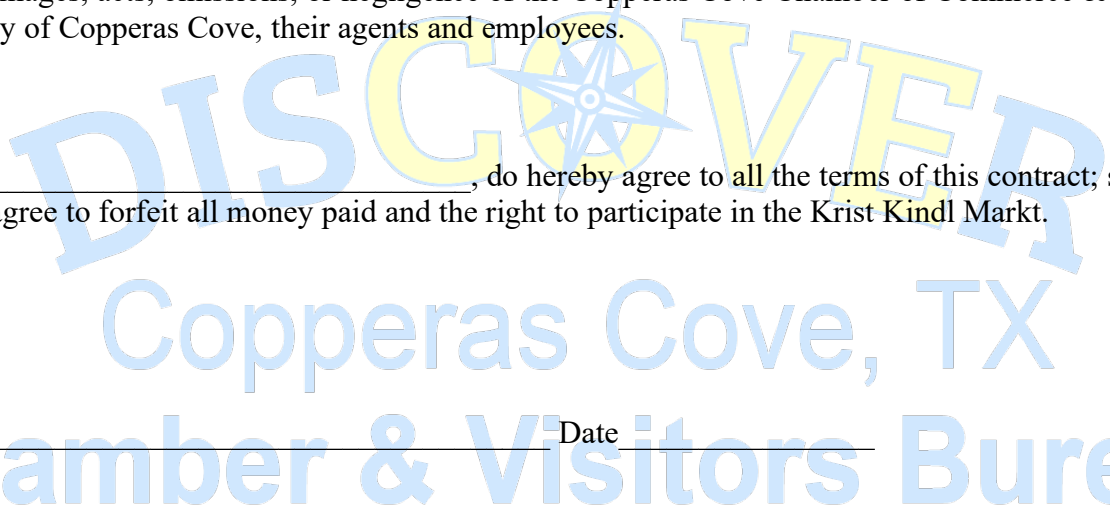 y of Copperas Cove, their agents and employees.
DISCOVER
, do hereby agree to all the terms of this contract;
agree to forfeit all money paid and the right to participate in the Krist Kindl Markt.
Copperas Cove, TX
Date
amber & Visitors Bure